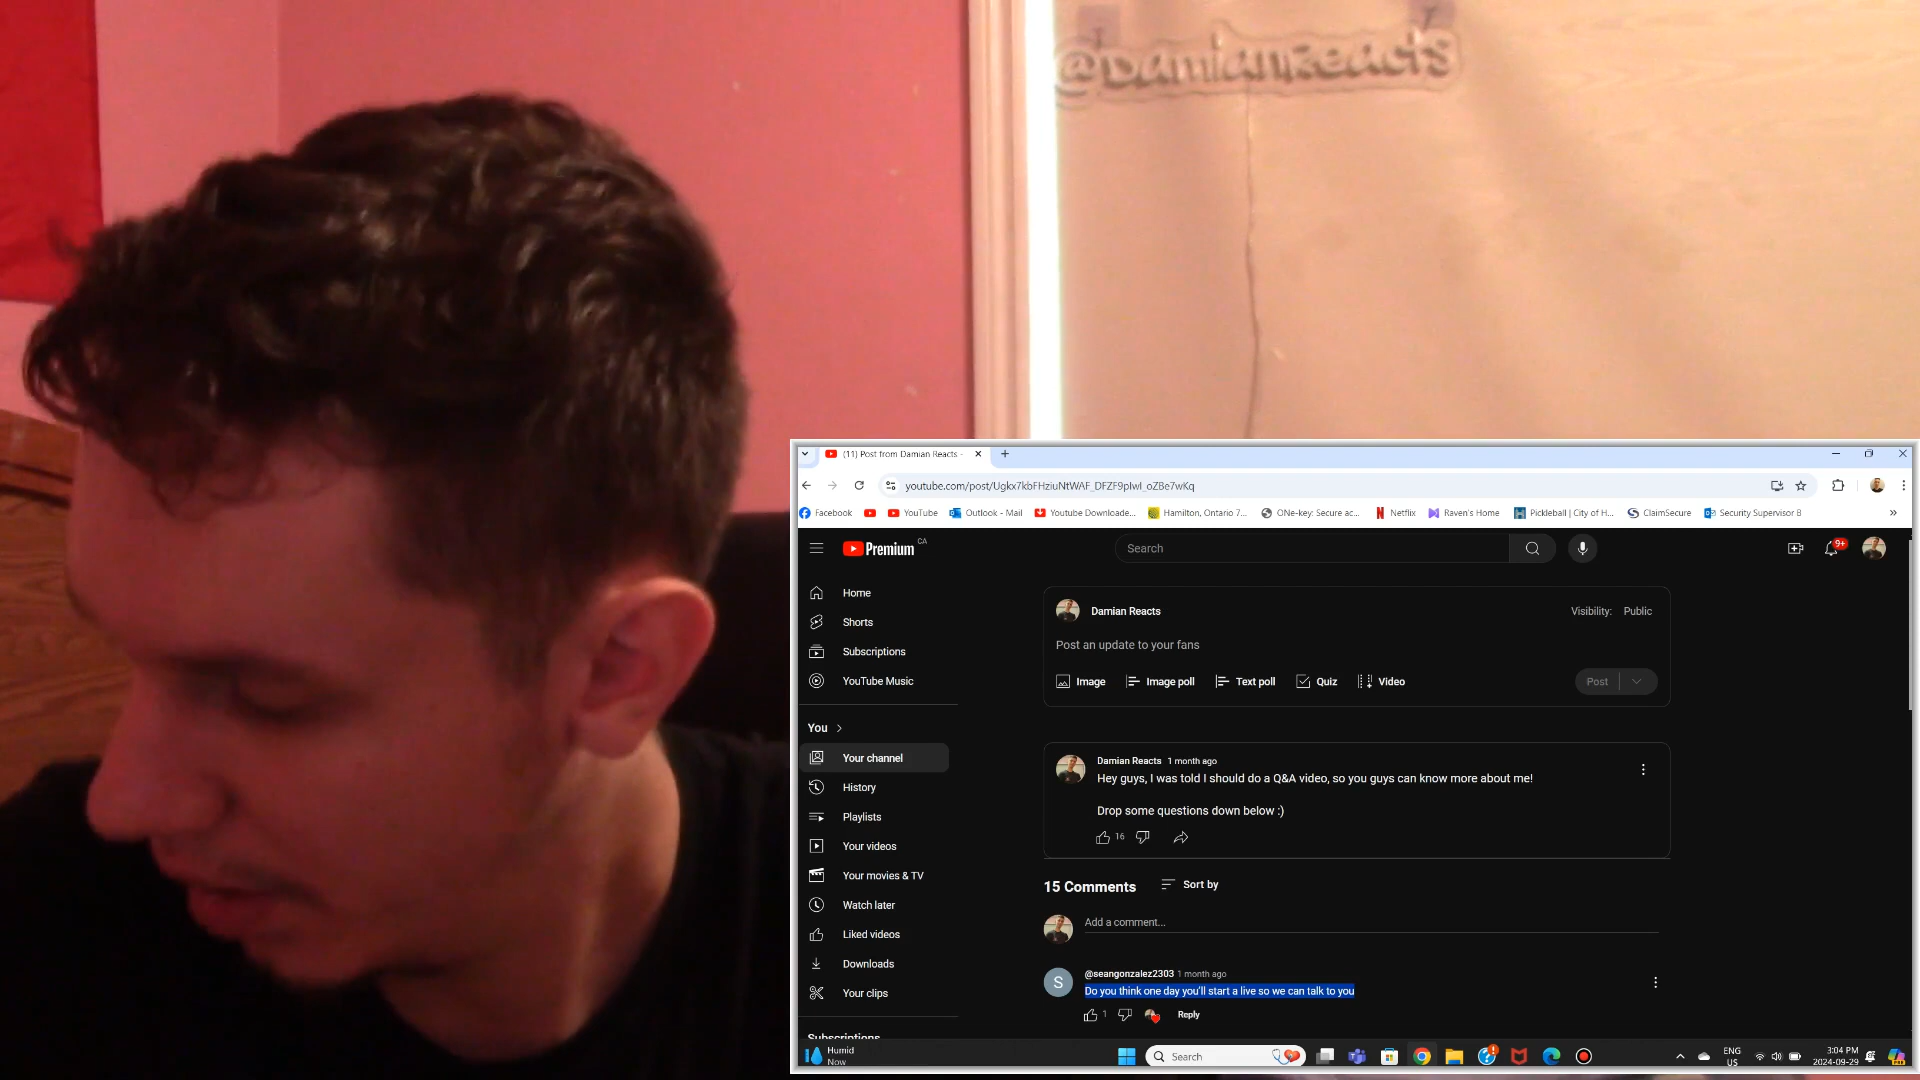 @DamianReacts
(11) Post from Damian Reacts -
youtube.com/post/Ugkx7kbFHziuNtWAF_DFZF9pIwI_oZBe7wKq
Facebook YouTube Outlook - Mail Youtube Downloade... Hamilton, Ontario 7... ONe-key: Secure ac... Netflix Raven's Home Pickleball | City of H... ClaimSecure Security Supervisor 8 »
Premium CA
Search
9+
Home
Shorts
Subscriptions
YouTube Music
You >
Your channel
History
Playlists
Your videos
Your movies & TV
Watch later
Liked videos
Downloads
Your clips
Subscriptions
Damian Reacts
Visibility: Public
Post an update to your fans
Image Image poll Text poll Quiz Video
Post
Damian Reacts 1 month ago
Hey guys, I was told I should do a Q&A video, so you guys can know more about me!
Drop some questions down below :)
16
15 Comments Sort by
Add a comment...
S
@seangonzalez2303 1 month ago
Do you think one day you'll start a live so we can talk to you
1 Reply
Humid
Now
Search
ENG
US
3:04 PM
2024-09-29